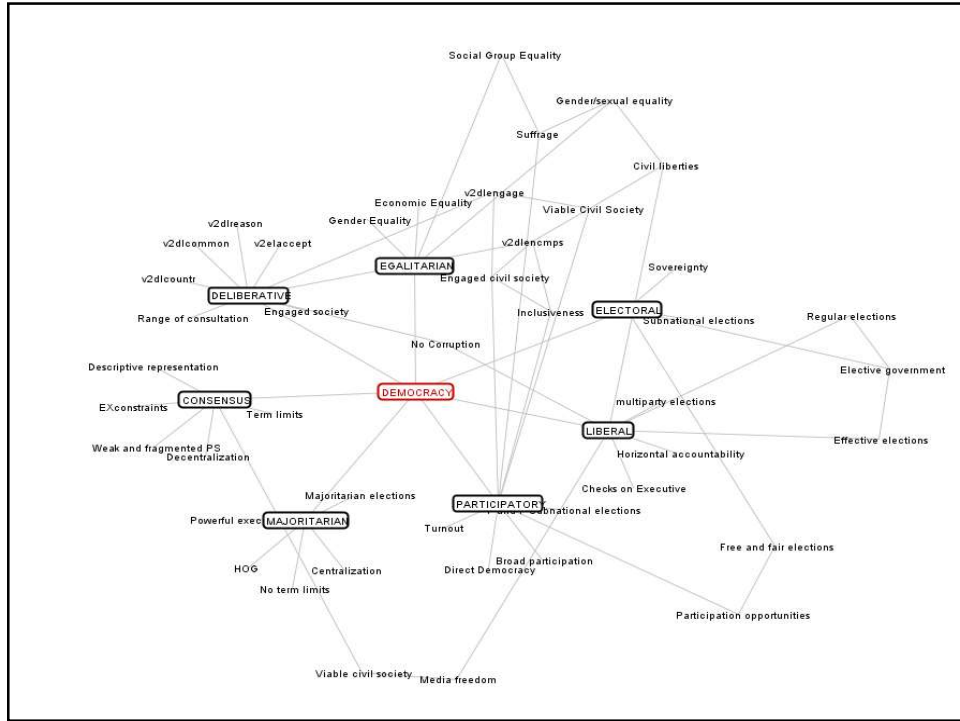 Social Group Equality
Gender/sexual equality
Suffrage
Civil liberties
v2dlengage
Economic Equality
Viable Civil Society
Gender Equality
v2dlreason
v2dlcommon
v2elaccept
v2dlencmps
EGALITARIAN
Sovereignty
v2dlcountr
Engaged civil society
DELIBERATIVE
Engaged society
Inclusiveness
ELECTORAL
Range of consultation
Subnational elections
Regular elections
No Corruption
Descriptive representation
Elective government
DEMOCRACY
CONSENSUS
EXconstraints
Term limits
multiparty elections
LIBERAL
Effective elections
Weak and fragmented PS
Decentralization
Horizontal accountability
Checks on Executive
Majoritarian elections
PARTICIPATORY
Subnational elections
Powerful exec
MAJORITARIAN
Turnout
Free and fair elections
Broad participation
HOG
Centralization
Direct Democracy
No term limits
Participation opportunities
Viable civil society
Media freedom